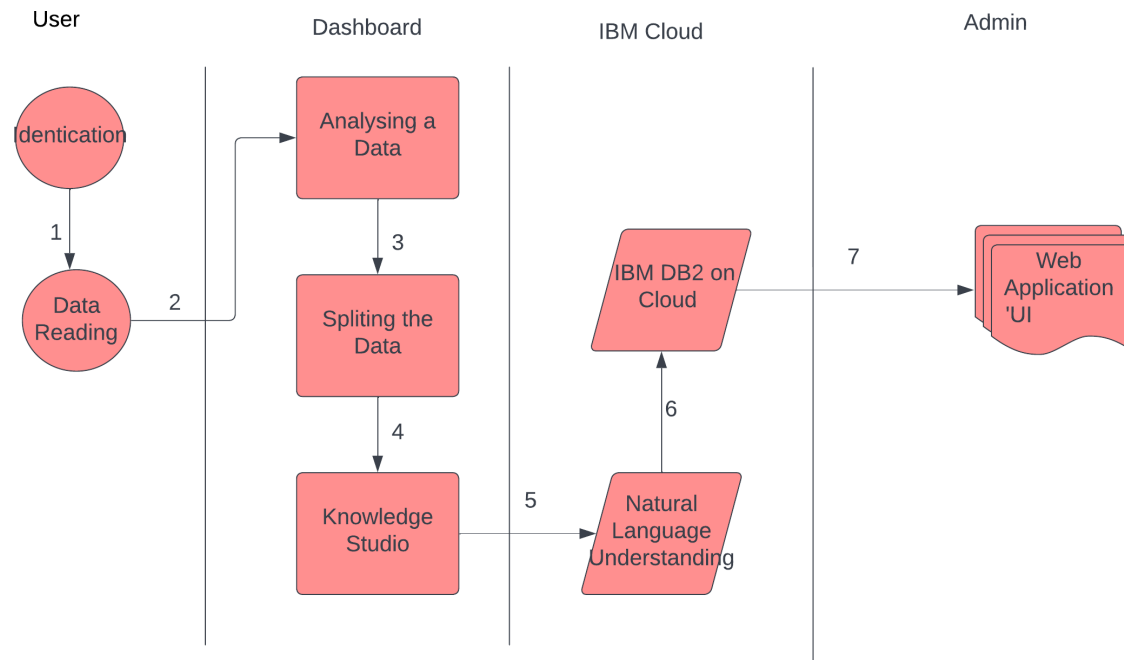 User
Dashboard
IBM Cloud
Admin
Identication
1
Data
Reading
2
Analysing a
Data
3
Spliting the
Data
4
Knowledge
Studio
5
Natural
Language
Understanding
6
IBM DB2 on
Cloud
7
Web
Application
'UI